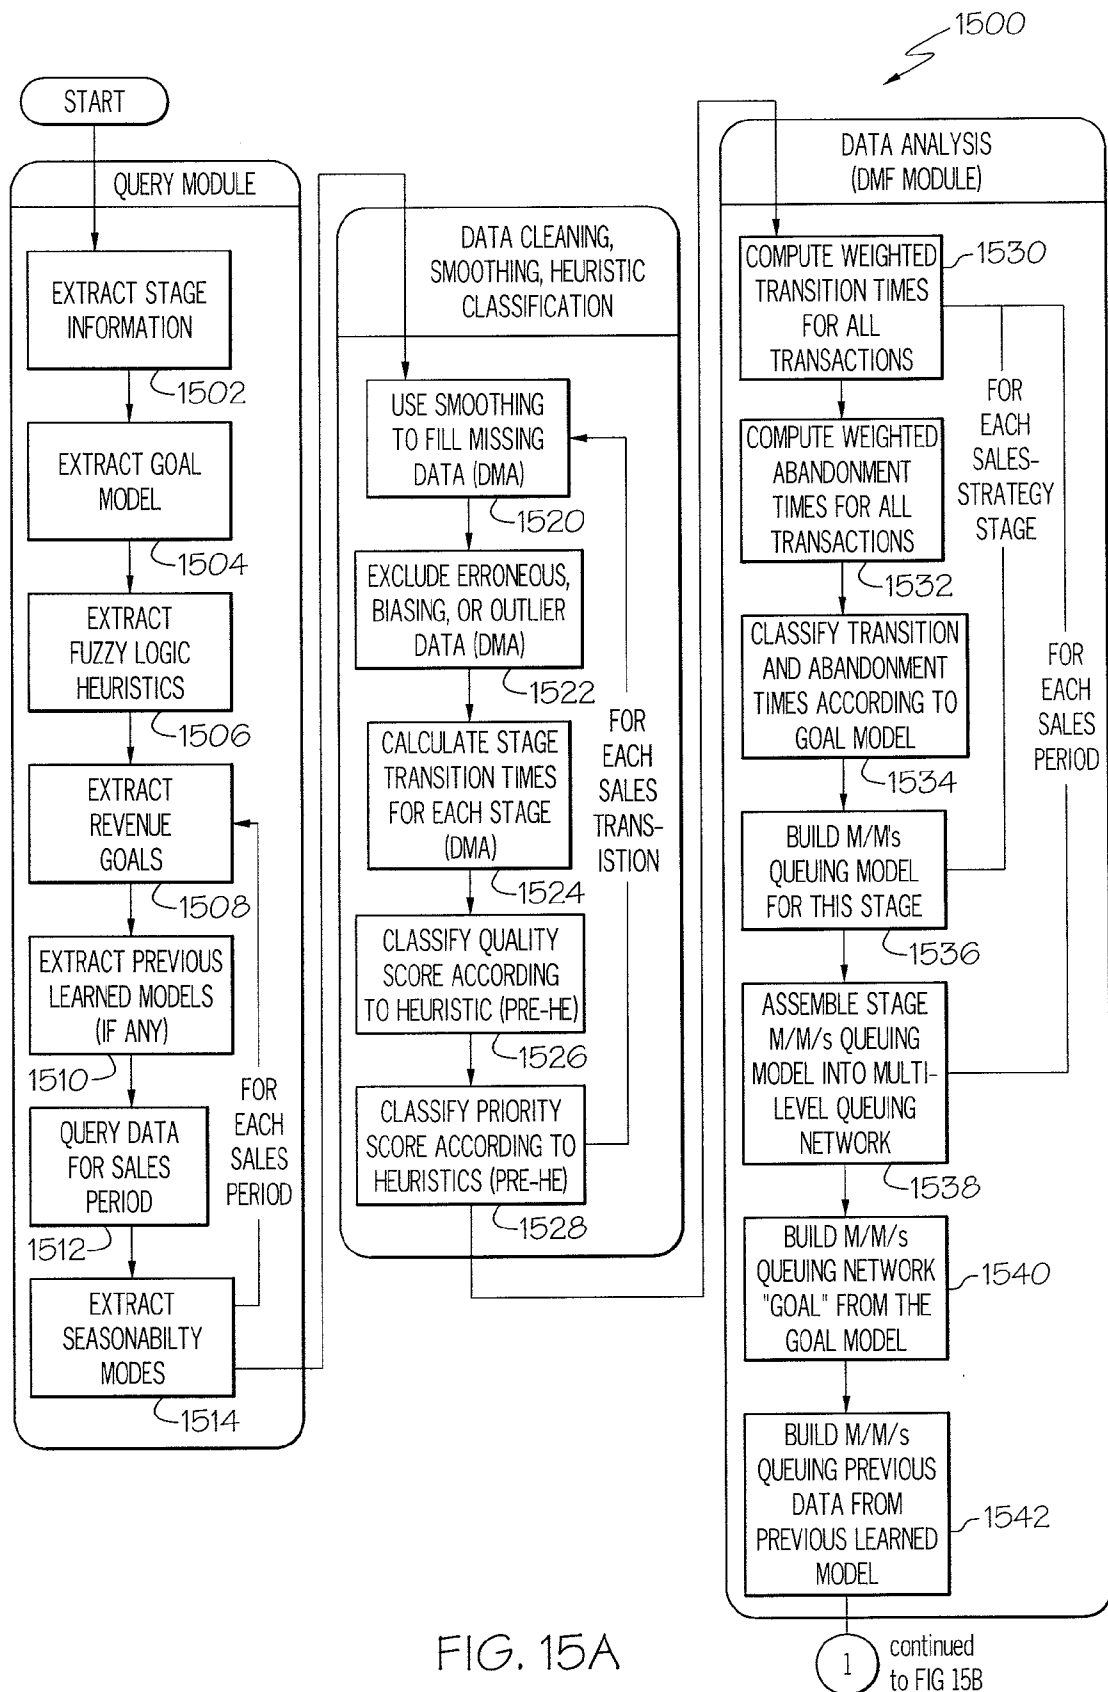 1500
START
QUERY MODULE
EXTRACT STAGE
INFORMATION
1502
EXTRACT GOAL
MODEL
1504
EXTRACT
FUZZY LOGIC
HEURISTICS
1506
EXTRACT
REVENUE
GOALS
1508
EXTRACT PREVIOUS
LEARNED MODELS
(IF ANY)
1510
QUERY DATA
FOR SALES
PERIOD
1512
EXTRACT
SEASONABILTY
MODES
1514
FOR
EACH
SALES
PERIOD
DATA CLEANING,
SMOOTHING, HEURISTIC
CLASSIFICATION
USE SMOOTHING
TO FILL MISSING
DATA (DMA)
1520
EXCLUDE ERRONEOUS,
BIASING, OR OUTLIER
DATA (DMA)
1522
CALCULATE STAGE
TRANSITION TIMES
FOR EACH STAGE
(DMA)
1524
CLASSIFY QUALITY
SCORE ACCORDING
TO HEURISTIC (PRE-HE)
1526
CLASSIFY PRIORITY
SCORE ACCORDING TO
HEURISTICS (PRE-HE)
1528
FOR
EACH
SALES
TRANS-
ISTION
DATA ANALYSIS
(DMF MODULE)
COMPUTE WEIGHTED
TRANSITION TIMES
FOR ALL
TRANSACTIONS
1530
COMPUTE WEIGHTED
ABANDONMENT
TIMES FOR ALL
TRANSACTIONS
1532
CLASSIFY TRANSITION
AND ABANDONMENT
TIMES ACCORDING TO
GOAL MODEL
1534
BUILD M/M's
QUEUING MODEL
FOR THIS STAGE
1536
ASSEMBLE STAGE
M/M/s QUEUING
MODEL INTO MULTI-
LEVEL QUEUING
NETWORK
1538
BUILD M/M/s
QUEUING NETWORK
"GOAL" FROM THE
GOAL MODEL
1540
BUILD M/M/s
QUEUING PREVIOUS
DATA FROM
PREVIOUS LEARNED
MODEL
1542
FOR
EACH
SALES-
STRATEGY
STAGE
FOR
EACH
SALES
PERIOD
1
continued
to FIG 15B
FIG. 15A